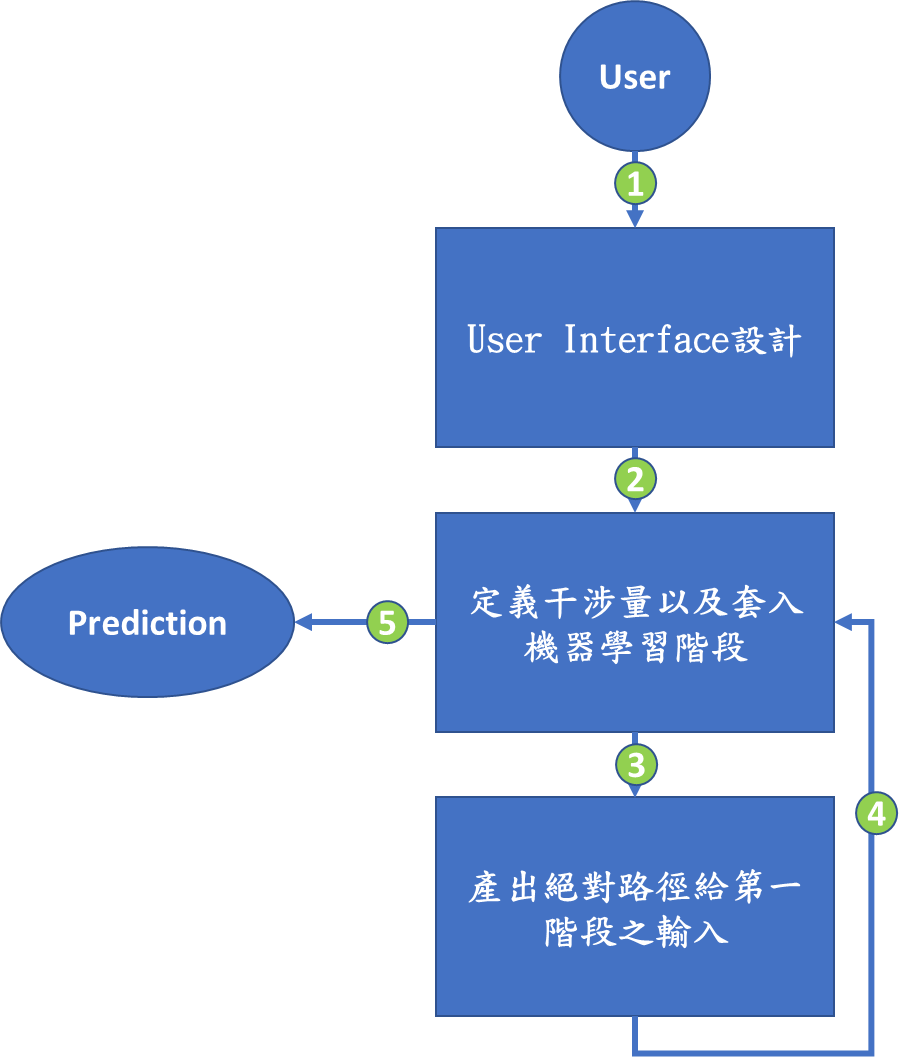 User
1
User Interface設計
2
定義干涉量以及套入
機器學習階段
Prediction
5
3
4
產出絕對路徑給第一
階段之輸入